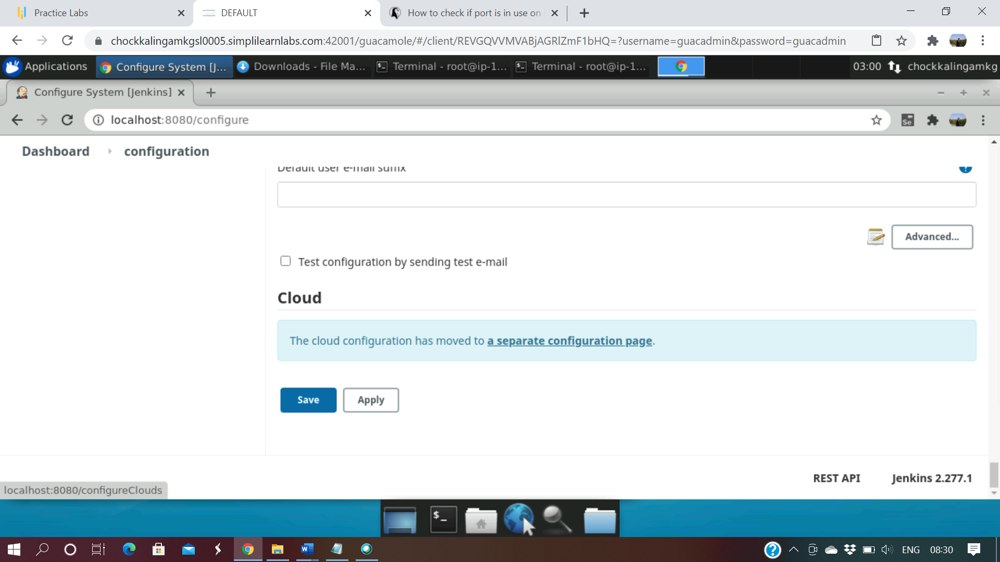 Practice Labs
DEFAULT
How to check if port is in use on
chockkalingamkgsl0005.simplilearnlabs.com:42001/guacamole/#/client/REVGQVVMVABjAGRlZmF1bHQ=?username=guacadmin&password=guacadmin
Applications
Configure System [J...
Downloads - File Ma...
Terminal - root@ip-1...
Terminal - root@ip-1...
03:00
chockkalingamkg
Configure System [Jenkins]
localhost:8080/configure
Se
Dashboard
configuration
Default user e-mail suffix
Advanced...
Test configuration by sending test e-mail
Cloud
The cloud configuration has moved to a separate configuration page.
Save
Apply
REST API
Jenkins 2.277.1
localhost:8080/configureClouds
$_
ENG
08:30